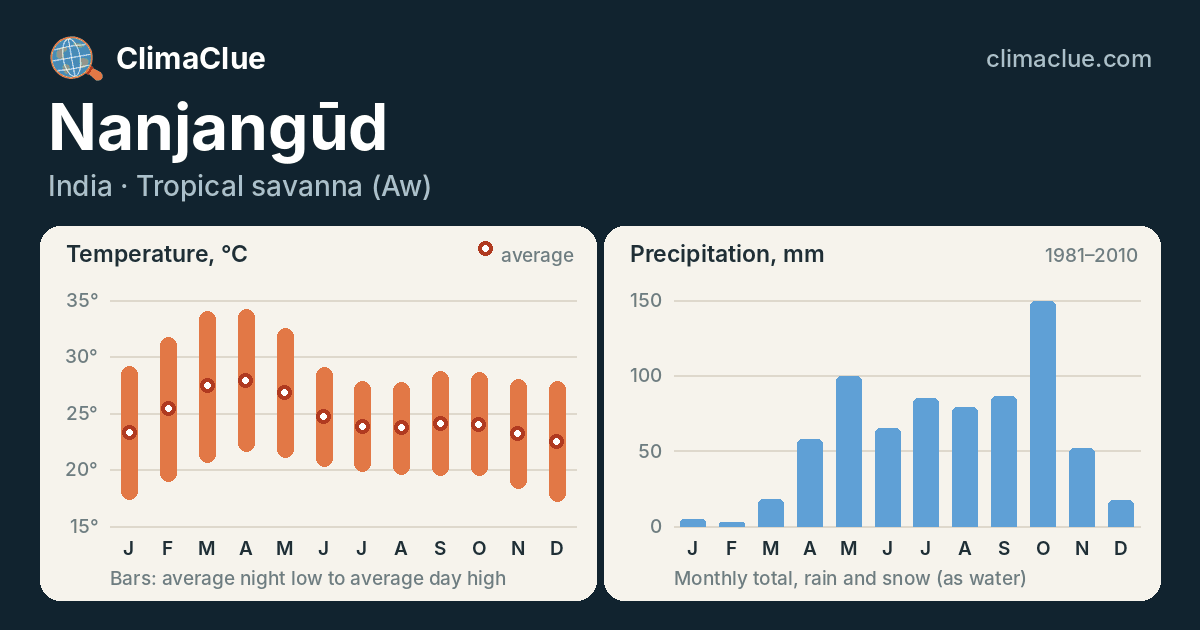 ClimaClue
climaclue.com
Nanjangūd
India · Tropical savanna (Aw)
Temperature, °C
average
35°
30°
25°
20°
15°
J F M A M J J A S O N D
Bars: average night low to average day high
Precipitation, mm
1981–2010
150
100
50
0
J F M A M J J A S O N D
Monthly total, rain and snow (as water)